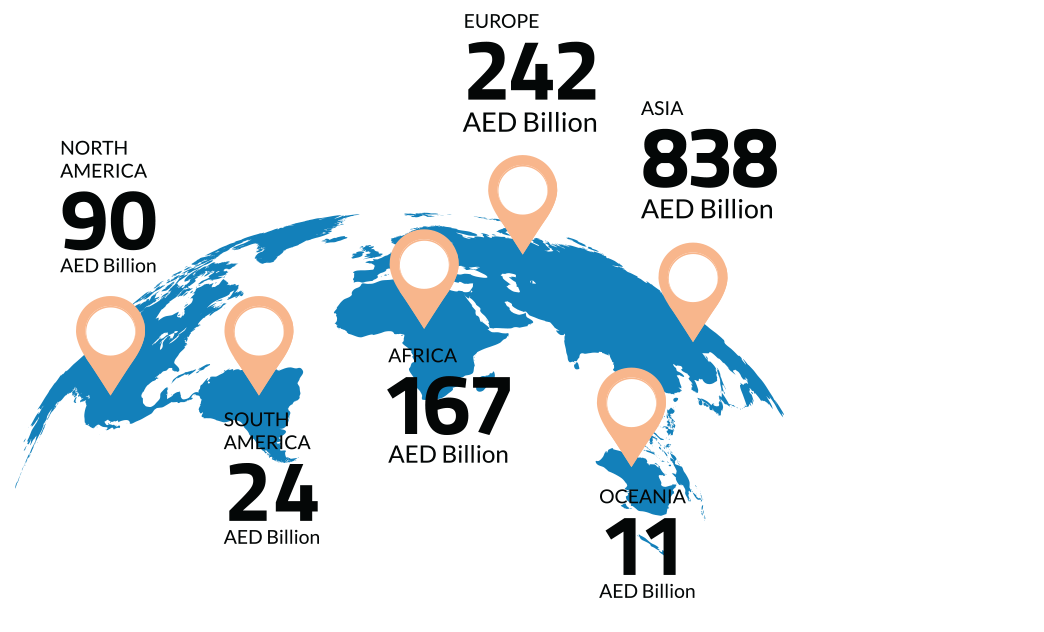 EUROPE
242
AED Billion
ASIA
838
AED Billion
NORTH
AMERICA
90
AED Billion
AFRICA
167
AED Billion
SOUTH
AMERICA
24
AED Billion
OCEANIA
11
AED Billion